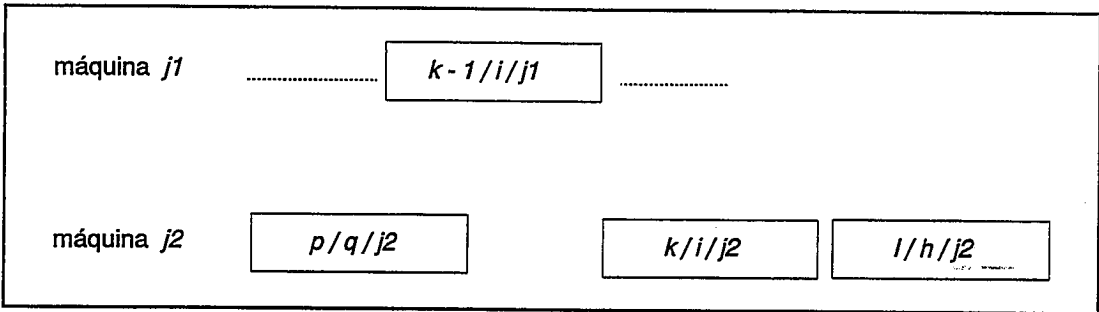 máquina j1 ................ k - 1 / i / j1 ................
máquina j2 p / q / j2 k / i / j2 l / h / j2